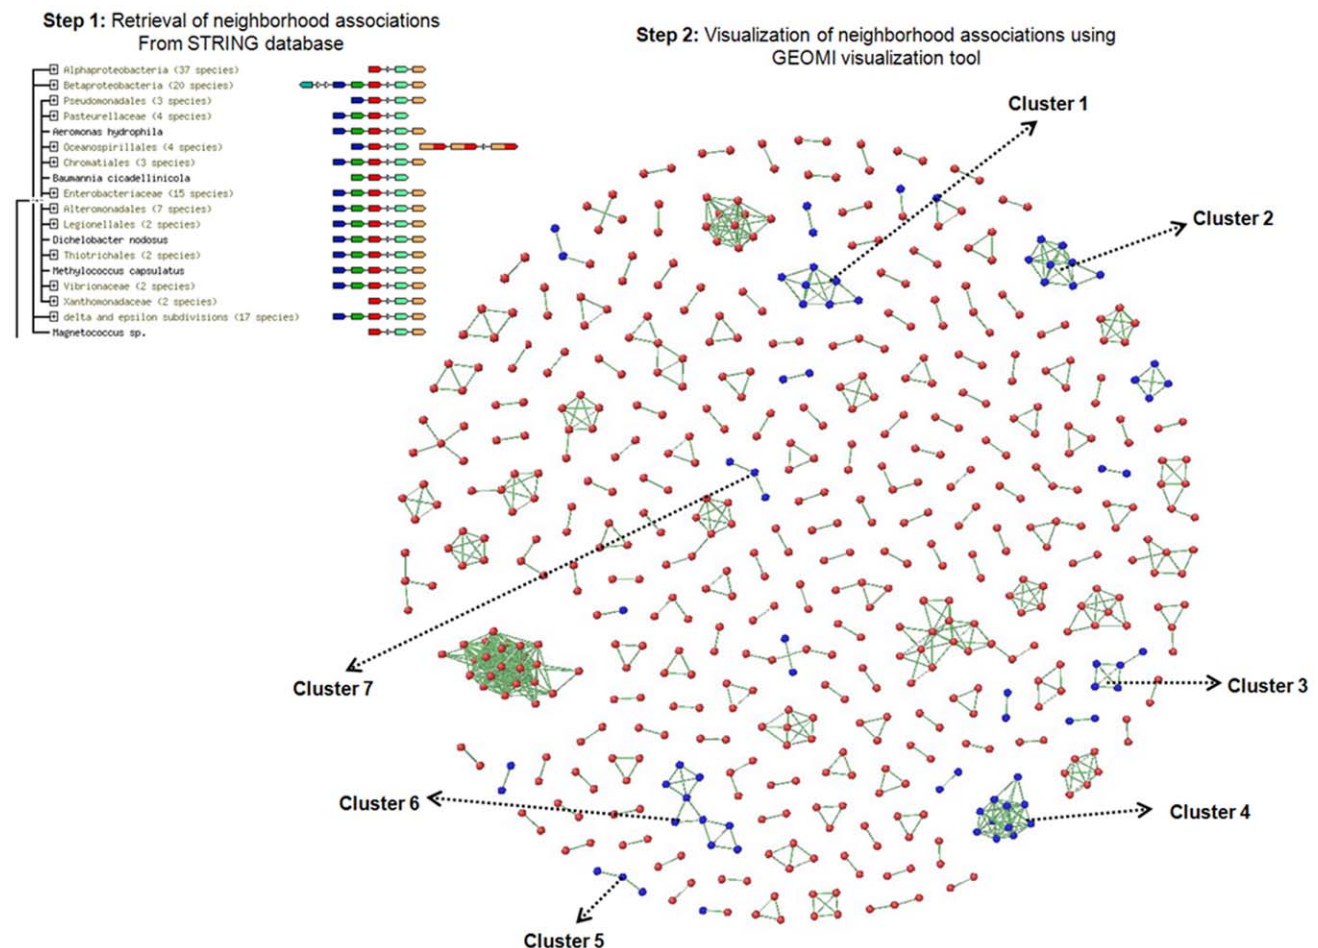 Step 1: Retrieval of neighborhood associations
From STRING database
Alphaproteobacteria (37 species)
Betaproteobacteria (20 species)
Pseudomonadales (3 species)
Pasteurellaceae (4 species)
Aeromonas hydrophila
Oceanospirillales (4 species)
Chromatiales (3 species)
Baumannia cicadellinicola
Enterobacteriaceae (15 species)
Alteromonadales (7 species)
Legionellales (2 species)
Dichelobacter nodosus
Thiotrichales (2 species)
Methylococcus capsulatus
Vibrionaceae (2 species)
Xanthomonadaceae (2 species)
delta and epsilon subdivisions (17 species)
Magnetococcus sp.
Step 2: Visualization of neighborhood associations using
GEOMI visualization tool
Cluster 1
Cluster 2
Cluster 7
Cluster 3
Cluster 6
Cluster 4
Cluster 5